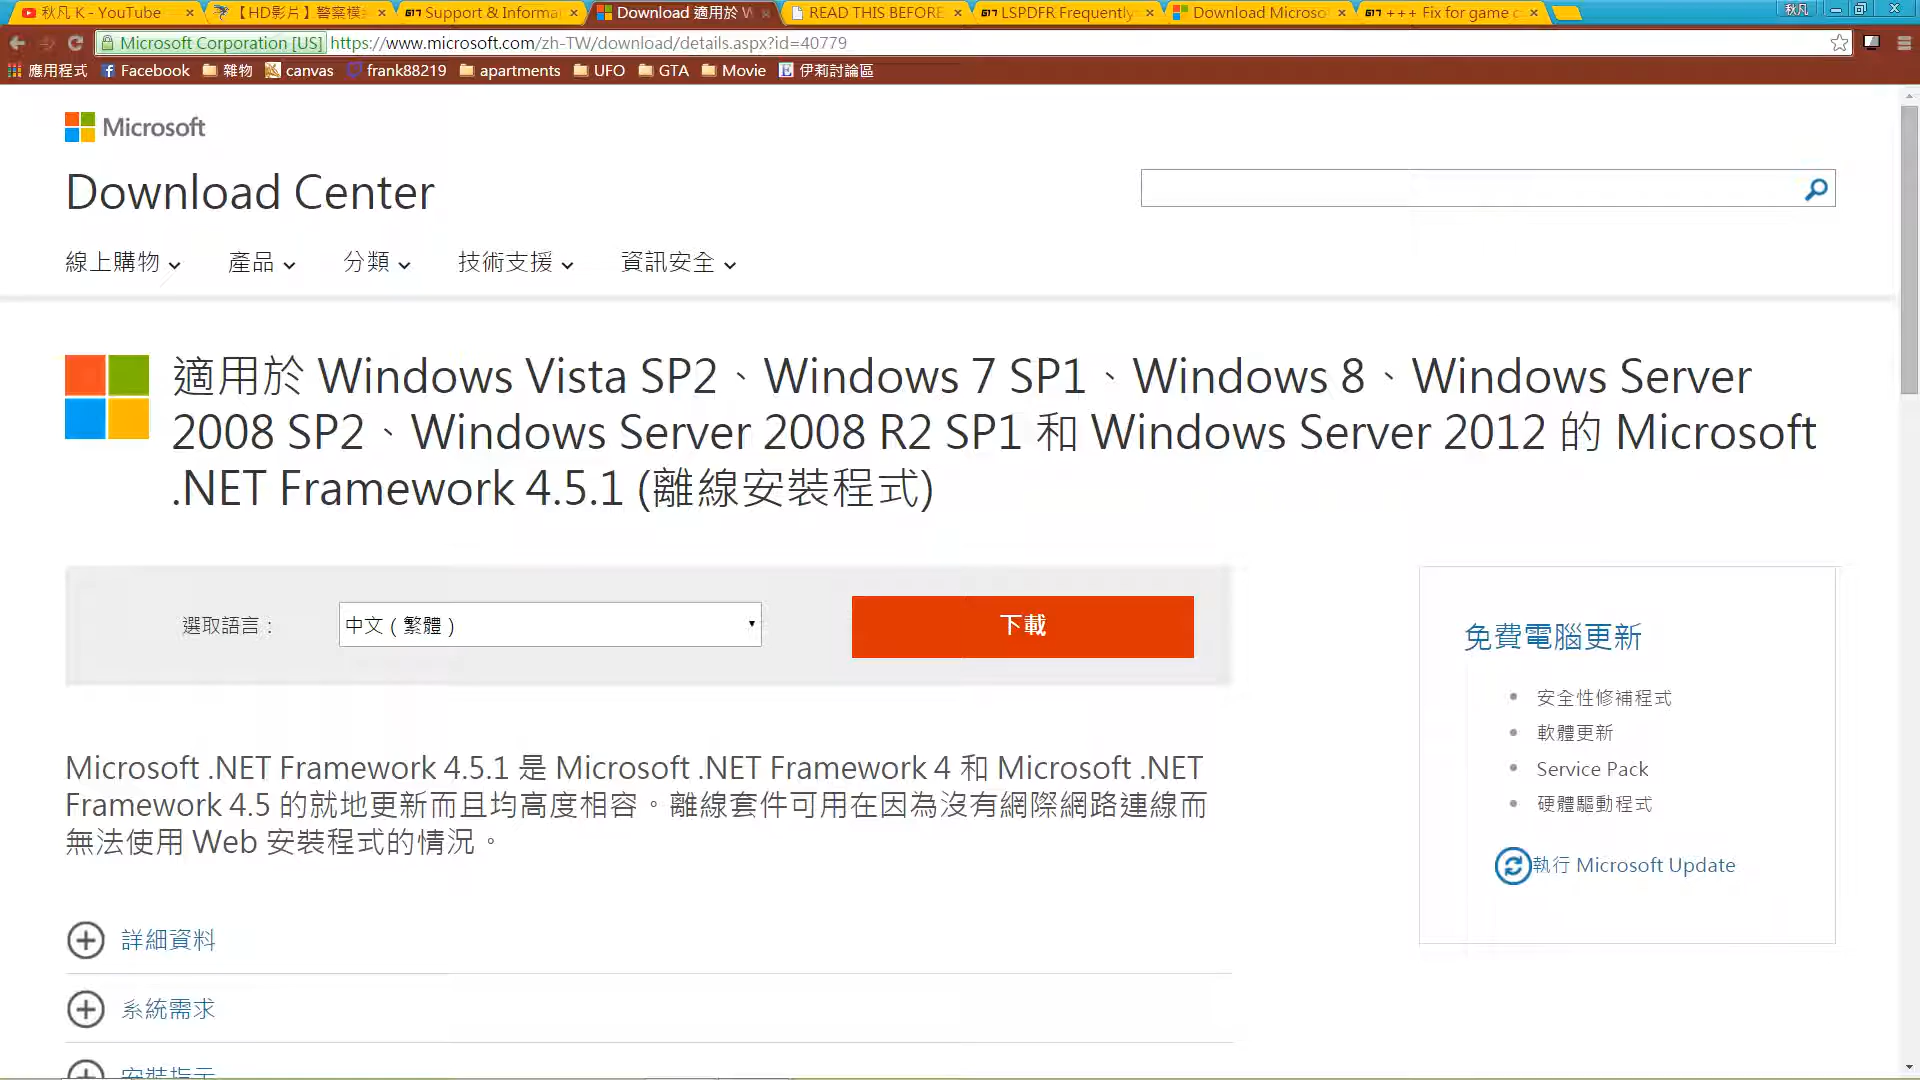 秋凡 K - YouTube
【HD影片】警察模
Support & Informa
Download 適用於 W
READ THIS BEFORE
LSPDFR Frequently
Download Microso
+++ Fix for game c
秋凡
Microsoft Corporation [US] https://www.microsoft.com/zh-TW/download/details.aspx?id=40779
應用程式 Facebook 雜物 canvas frank88219 apartments UFO GTA Movie 伊莉討論區
Microsoft
Download Center
線上購物 產品 分類 技術支援 資訊安全
適用於 Windows Vista SP2、Windows 7 SP1、Windows 8、Windows Server
2008 SP2、Windows Server 2008 R2 SP1 和 Windows Server 2012 的 Microsoft
.NET Framework 4.5.1 (離線安裝程式)
選取語言： 中文（繁體） 下載
Microsoft .NET Framework 4.5.1 是 Microsoft .NET Framework 4 和 Microsoft .NET
Framework 4.5 的就地更新而且均高度相容。離線套件可用在因為沒有網際網路連線而
無法使用 Web 安裝程式的情況。
詳細資料
系統需求
安裝指示
免費電腦更新
安全性修補程式
軟體更新
Service Pack
硬體驅動程式
執行 Microsoft Update